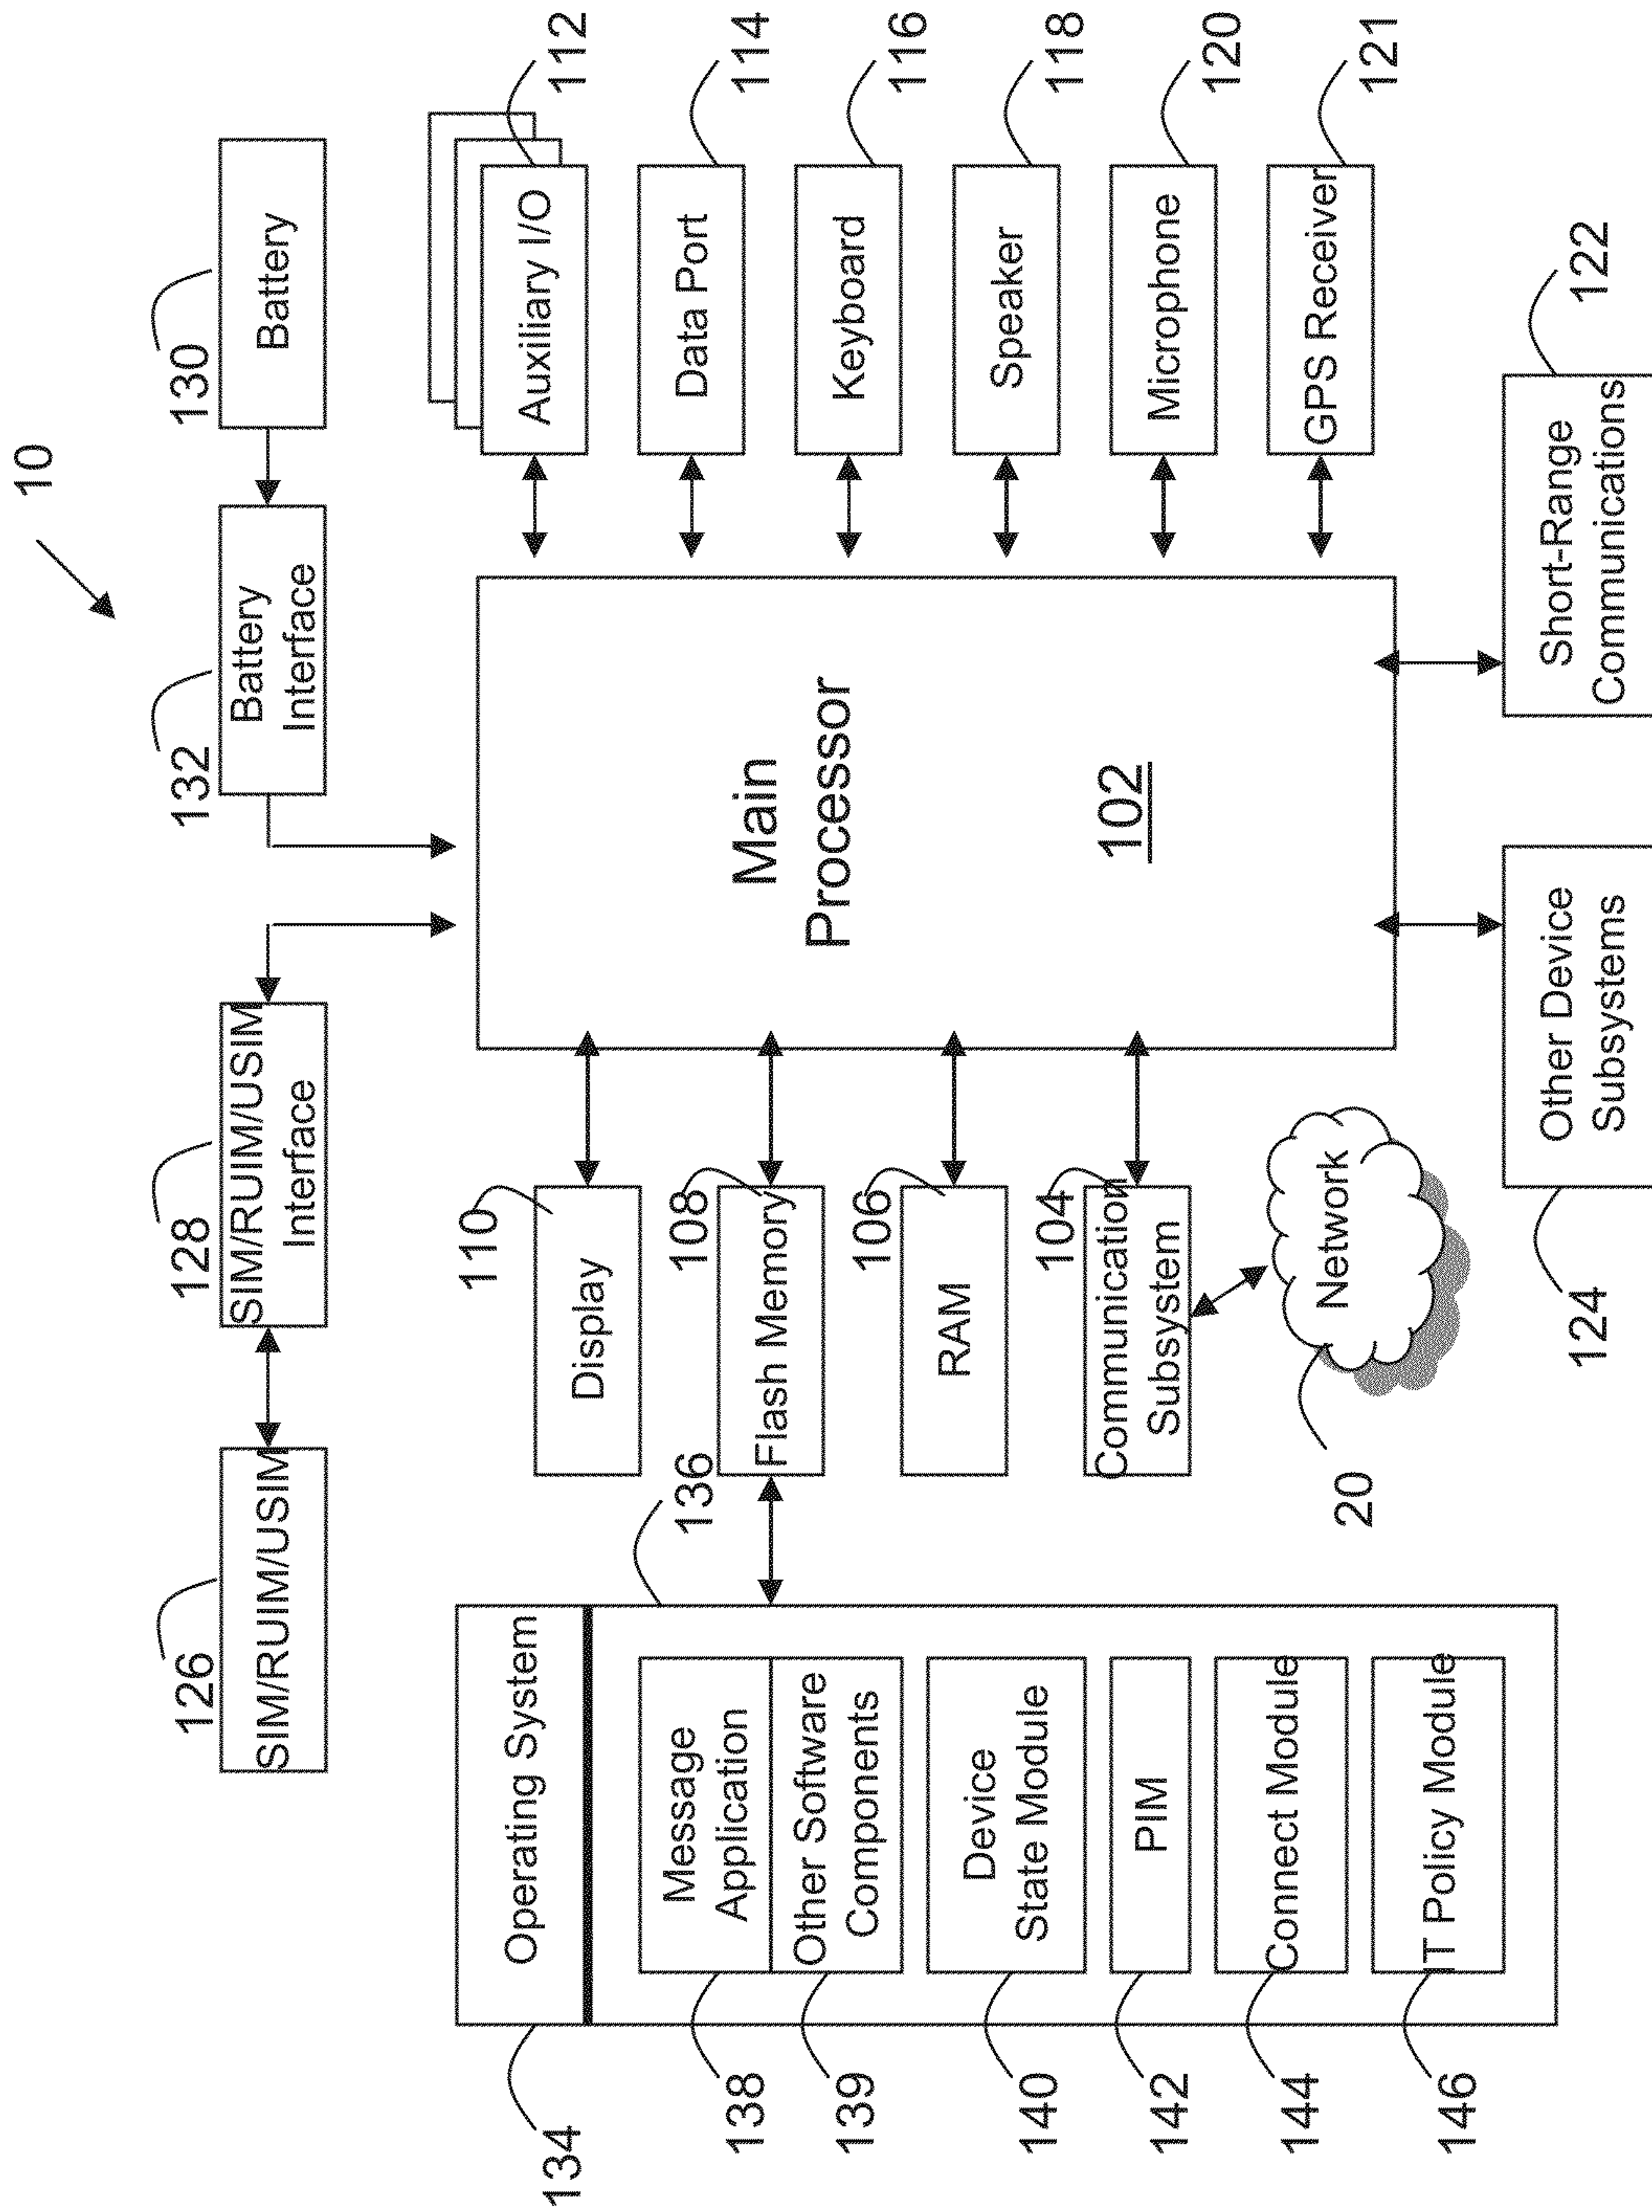 10
126
SIM/RUIM/USIM
128
SIM/RUIM/USIM
Interface
132
Battery
Interface
130
Battery
134
Operating System
136
138
Message
Application
139
Other Software
Components
140
Device
State Module
142
PIM
144
Connect Module
146
IT Policy Module
110
Display
108
Flash Memory
106
RAM
104
Communication
Subsystem
20
Network
Main
Processor
102
Auxiliary I/O
112
Data Port
114
Keyboard
116
Speaker
118
Microphone
120
GPS Receiver
121
124
Other Device
Subsystems
Short-Range
Communications
122